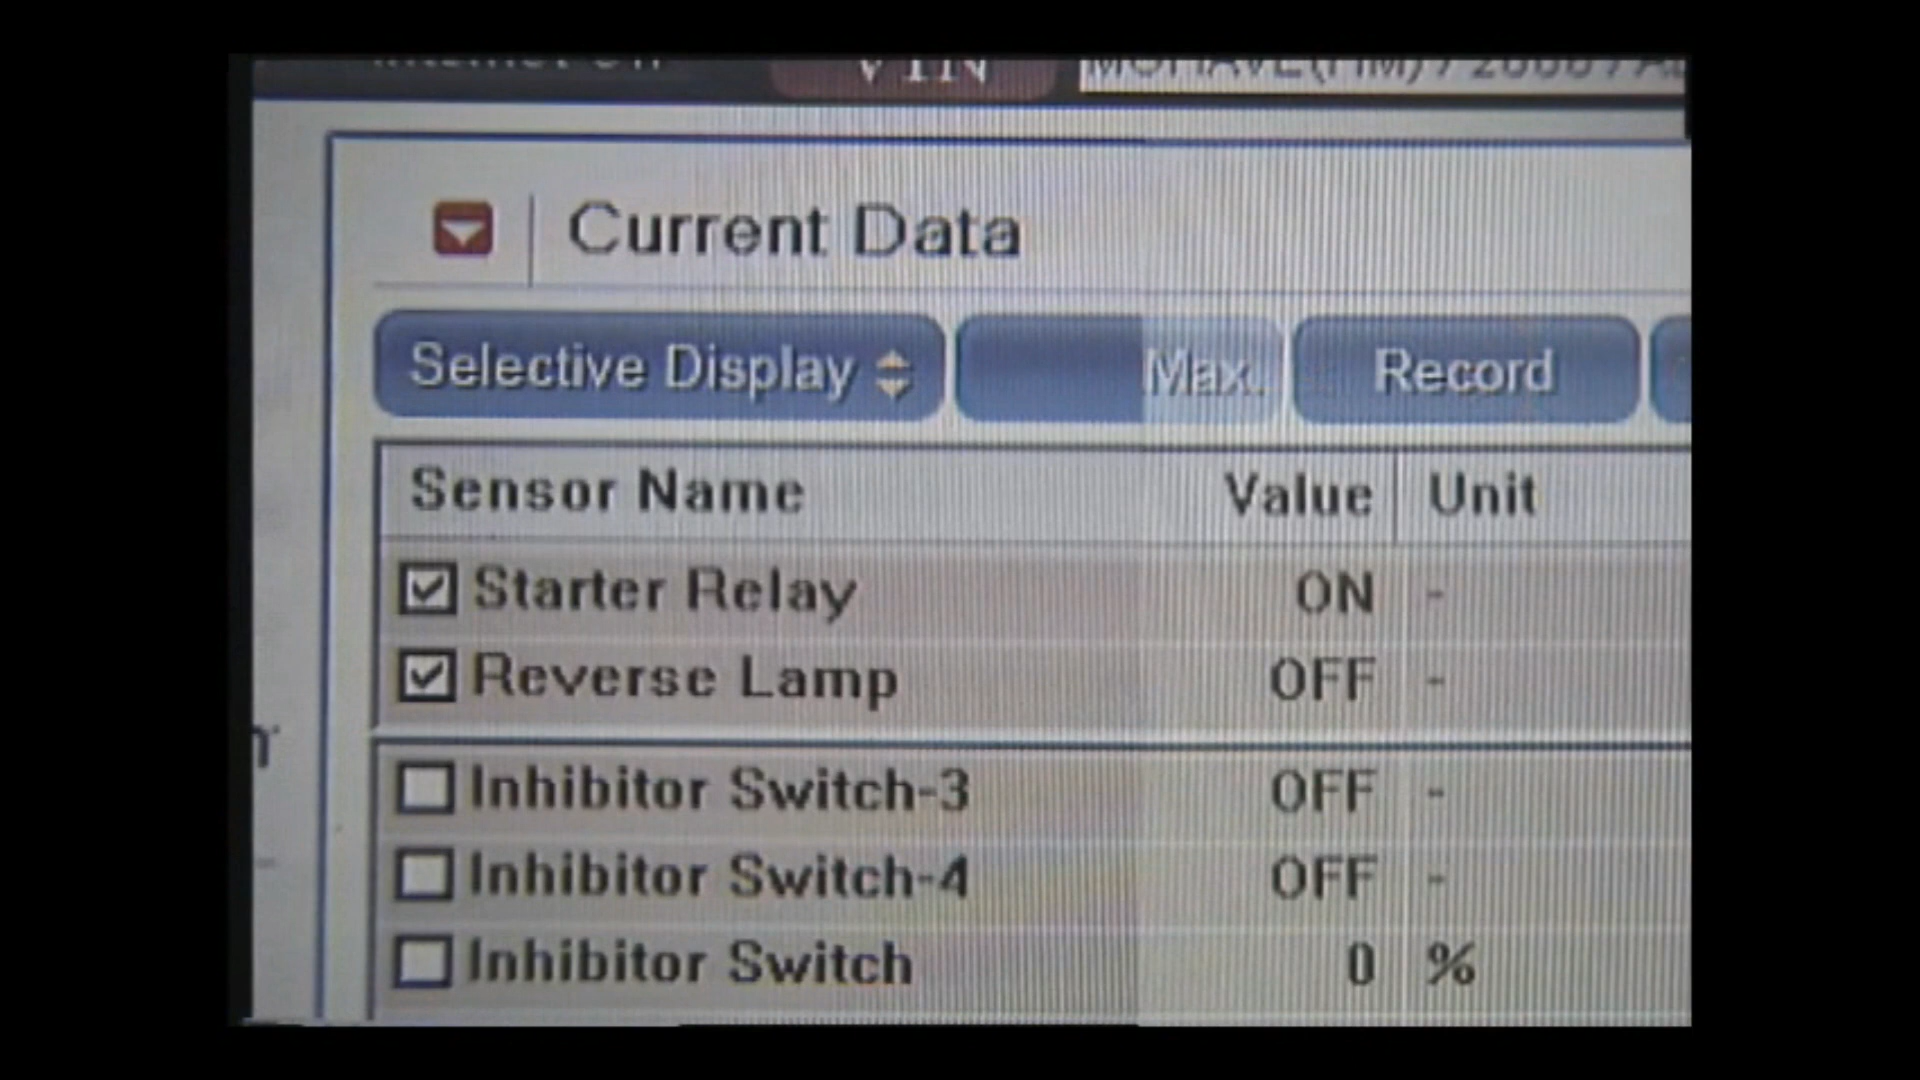 VIN
Current Data
Selective Display Max. Record
Sensor Name Value Unit
Starter Relay ON -
Reverse Lamp OFF -
Inhibitor Switch-3 OFF -
Inhibitor Switch-4 OFF -
Inhibitor Switch 0 %